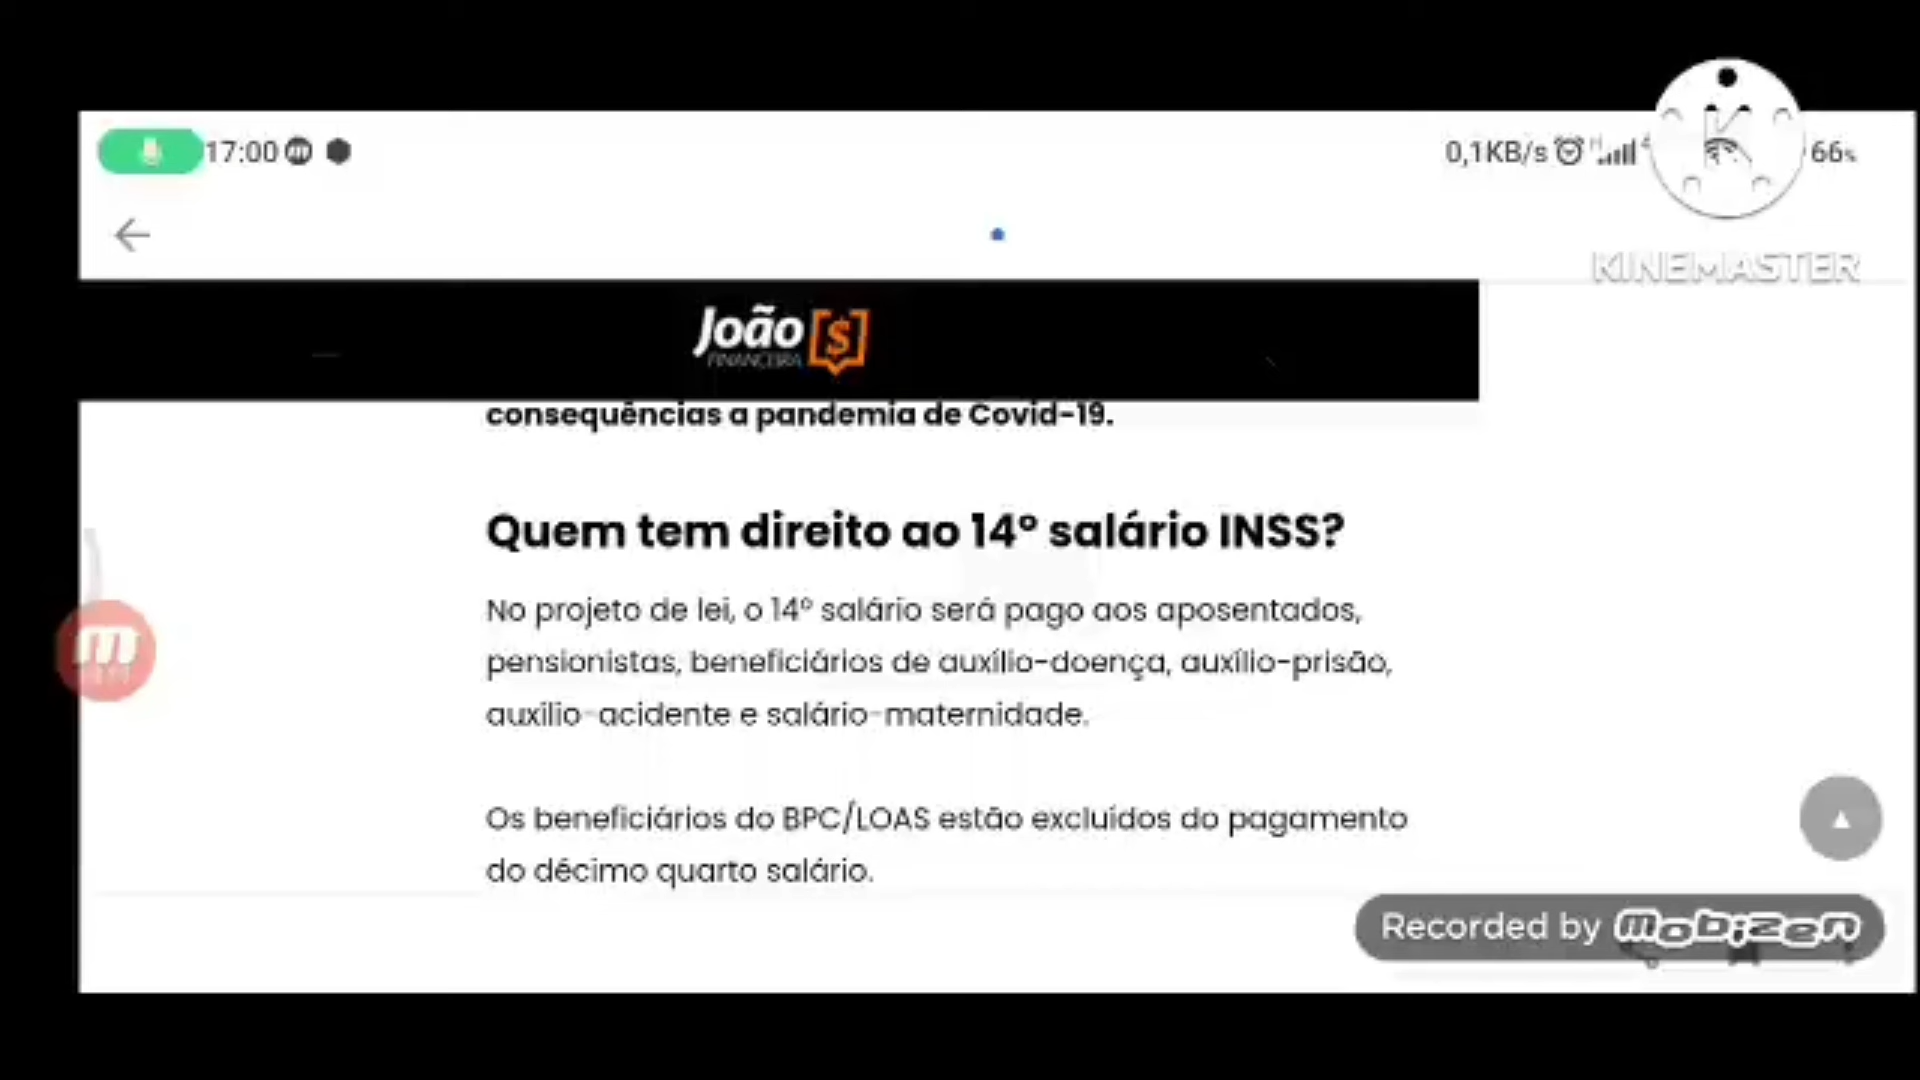 17:00
0,1KB/s
66%
KINEMASTER
João
FINANCEIRA
consequências a pandemia de Covid-19.
Quem tem direito ao 14º salário INSS?
No projeto de lei, o 14º salário será pago aos aposentados,
pensionistas, beneficiários de auxílio-doença, auxílio-prisão,
auxílio-acidente e salário-maternidade.
Os beneficiários do BPC/LOAS estão excluídos do pagamento
do décimo quarto salário.
Recorded by mobizen